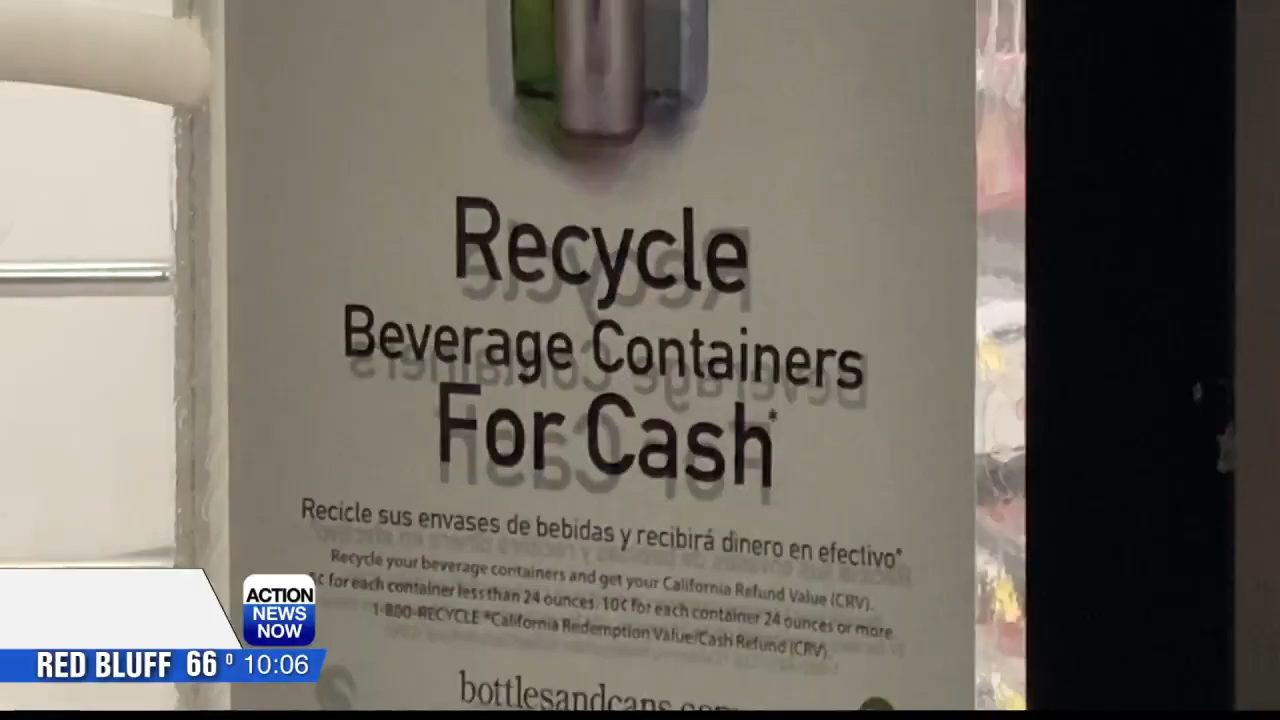 Recycle
Beverage Containers
For Cash*
Recicle sus envases de bebidas y recibirá dinero en efectivo*
Recycle your beverage containers and get your California Refund Value (CRV).
5¢ for each container less than 24 ounces. 10¢ for each container 24 ounces or more.
1-800-RECYCLE *California Redemption Value/Cash Refund (CRV).
bottlesandcans.com
ACTION
NEWS
NOW
RED BLUFF 66° 10:06